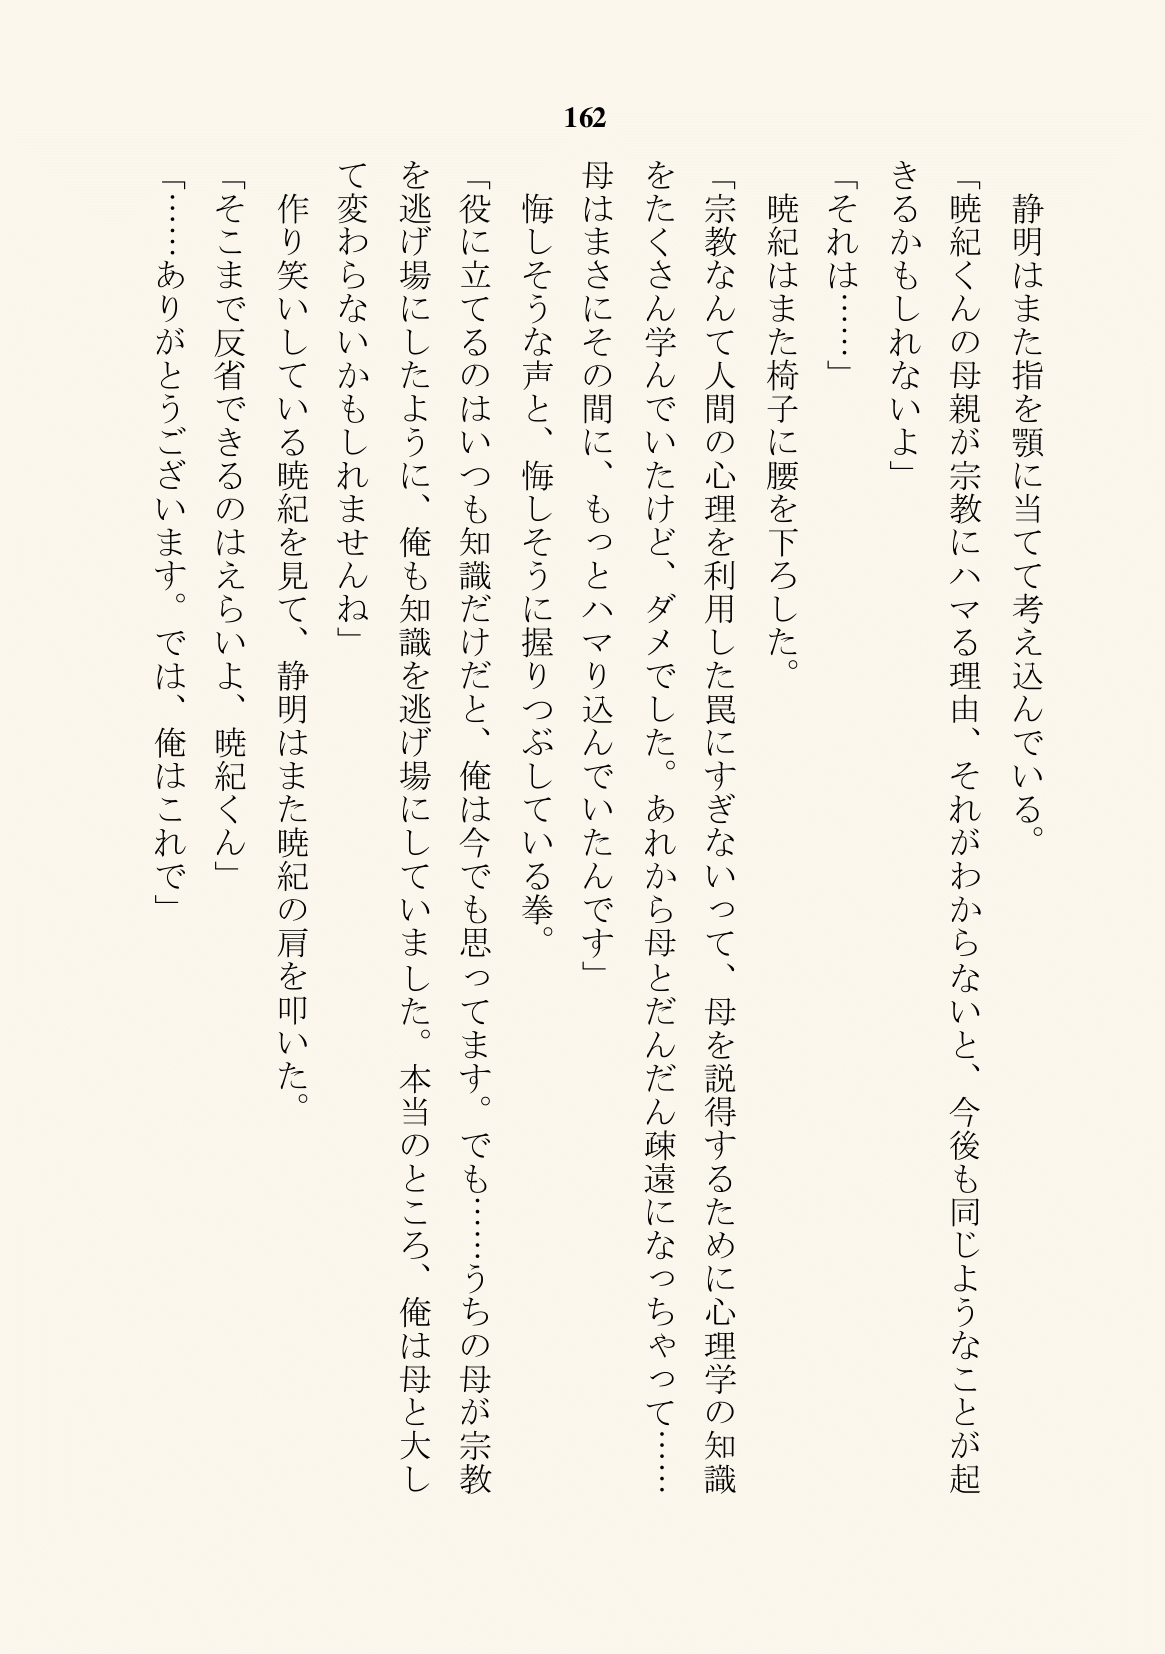 162
静明はまた指を顎に当てて考え込んでいる。
「暁紀くんの母親が宗教にハマる理由、それがわからないと、今後も同じようなことが起
きるかもしれないよ」
「それは……」
暁紀はまた椅子に腰を下ろした。
「宗教なんて人間の心理を利用した罠にすぎないって、母を説得するために心理学の知識
をたくさん学んでいたけど、ダメでした。あれから母とだんだん疎遠になっちゃって……
母はまさにその間に、もっとハマり込んでいたんです」
悔しそうな声と、悔しそうに握りつぶしている拳。
「役に立てるのはいつも知識だけだと、俺は今でも思ってます。でも……うちの母が宗教
を逃げ場にしたように、俺も知識を逃げ場にしていました。本当のところ、俺は母と大し
て変わらないかもしれませんね」
作り笑いしている暁紀を見て、静明はまた暁紀の肩を叩いた。
「そこまで反省できるのはえらいよ、暁紀くん」
「……ありがとうございます。では、俺はこれで」